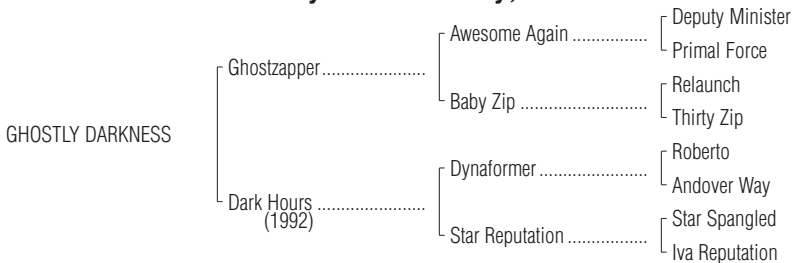 Deputy Minister
Awesome Again
Primal Force
Ghostzapper
Relaunch
Baby Zip
Thirty Zip
GHOSTLY DARKNESS
Roberto
Dynaformer
Andover Way
Dark Hours
(1992)
Star Spangled
Star Reputation
Iva Reputation